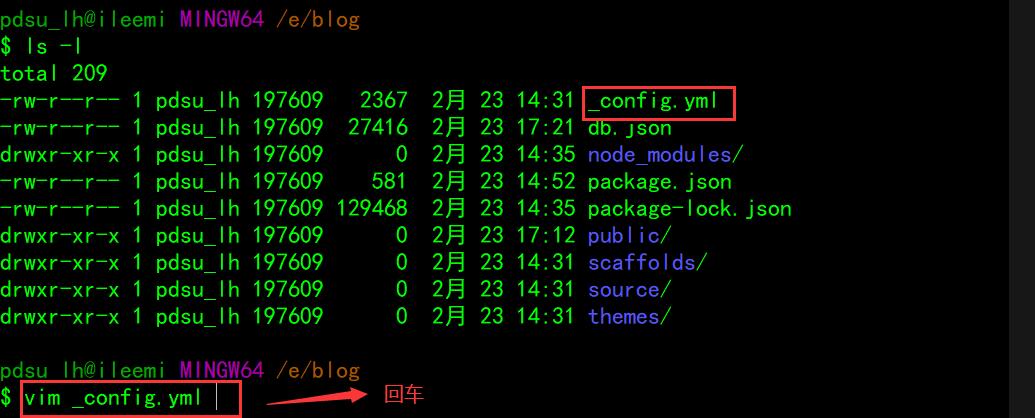 pdsu_lh@ileemi MINGW64 /e/blog
$ ls -l
total 209
-rw-r--r-- 1 pdsu_lh 197609   2367  2月 23 14:31 _config.yml
-rw-r--r-- 1 pdsu_lh 197609  27416  2月 23 17:21 db.json
drwxr-xr-x 1 pdsu_lh 197609      0  2月 23 14:35 node_modules/
-rw-r--r-- 1 pdsu_lh 197609    581  2月 23 14:52 package.json
-rw-r--r-- 1 pdsu_lh 197609 129468  2月 23 14:35 package-lock.json
drwxr-xr-x 1 pdsu_lh 197609      0  2月 23 17:12 public/
drwxr-xr-x 1 pdsu_lh 197609      0  2月 23 14:31 scaffolds/
drwxr-xr-x 1 pdsu_lh 197609      0  2月 23 14:31 source/
drwxr-xr-x 1 pdsu_lh 197609      0  2月 23 14:31 themes/
pdsu_lh@ileemi MINGW64 /e/blog
$ vim _config.yml 回车